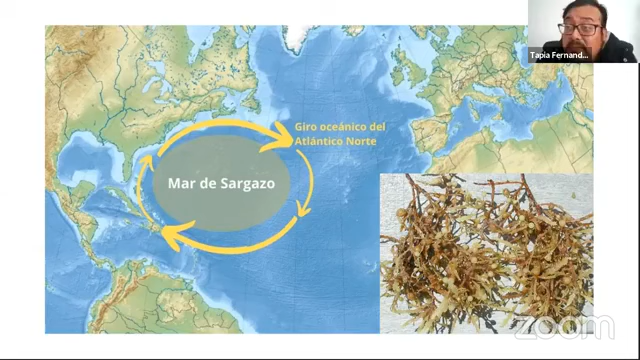 Tapia Fernand...
Giro oceánico del
Atlántico Norte
Mar de Sargazo
zoom